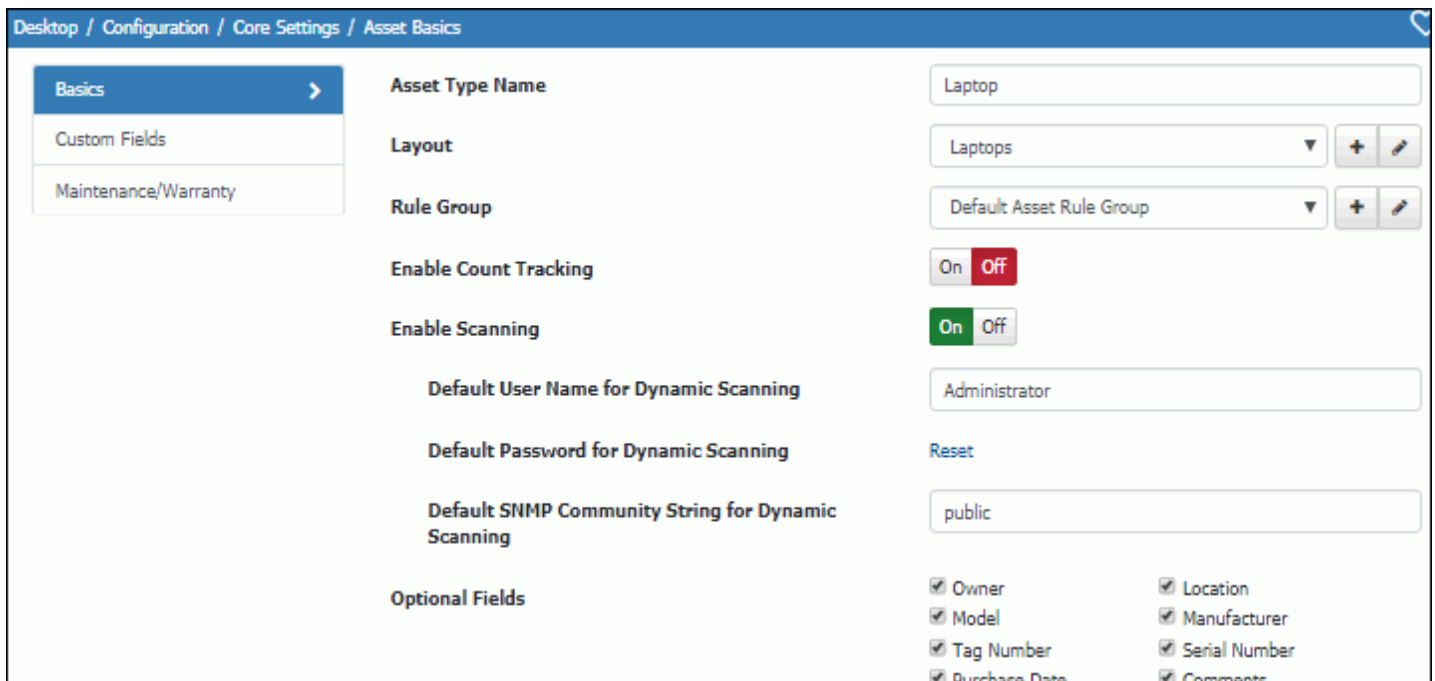 Desktop / Configuration / Core Settings / Asset Basics
Basics
Custom Fields
Maintenance/Warranty
Asset Type Name
Laptop
Layout
Laptops
Rule Group
Default Asset Rule Group
Enable Count Tracking
On Off
Enable Scanning
On Off
Default User Name for Dynamic Scanning
Administrator
Default Password for Dynamic Scanning
Reset
Default SNMP Community String for Dynamic
Scanning
public
Optional Fields
Owner Location
Model Manufacturer
Tag Number Serial Number
Purchase Date Comments